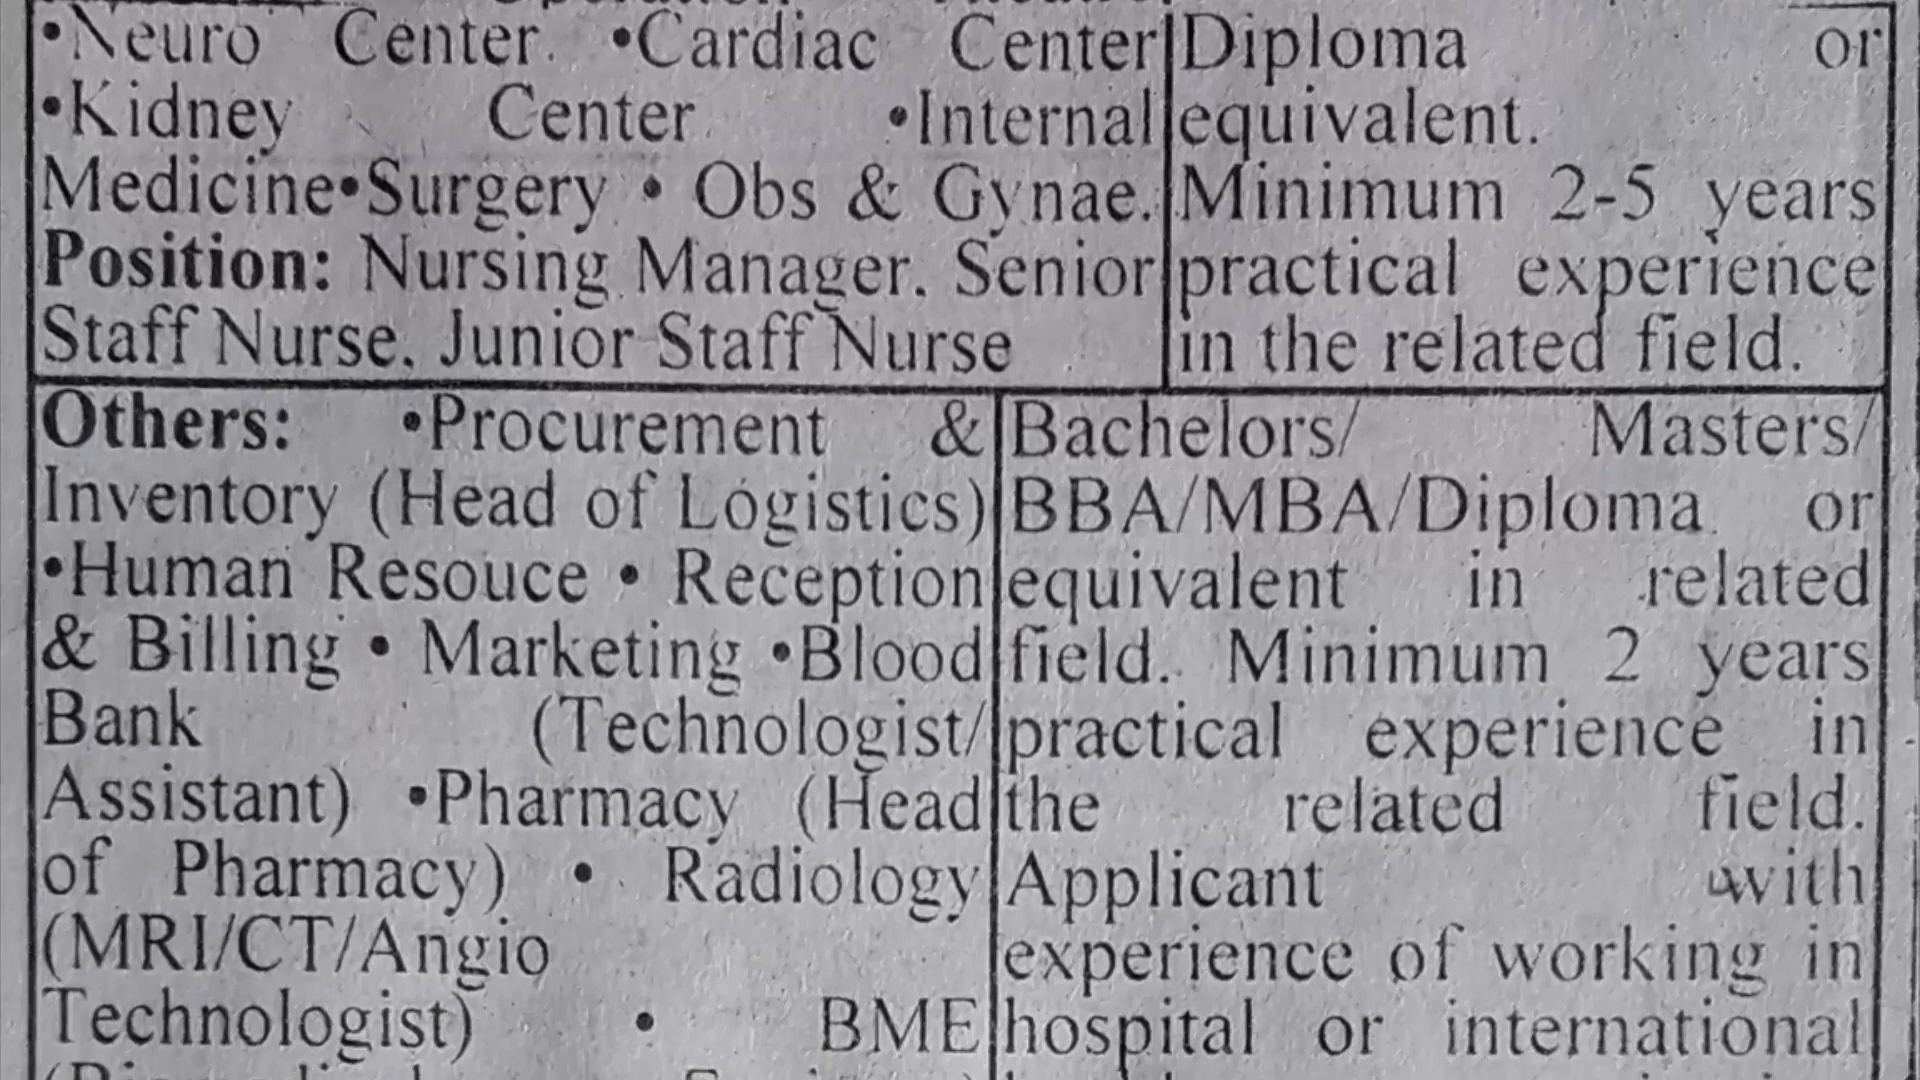 •Neuro Center. •Cardiac Center
•Kidney Center •Internal
Medicine•Surgery • Obs & Gynae.
Position: Nursing Manager. Senior
Staff Nurse. Junior Staff Nurse
Diploma or
equivalent.
Minimum 2-5 years
practical experience
in the related field.
Others: •Procurement &
Inventory (Head of Logistics)
•Human Resouce • Reception
& Billing • Marketing •Blood
Bank (Technologist/
Assistant) •Pharmacy (Head
of Pharmacy) • Radiology
(MRI/CT/Angio
Technologist) • BME
Bachelors/ Masters/
BBA/MBA/Diploma or
equivalent in related
field. Minimum 2 years
practical experience in
the related field.
Applicant with
experience of working in
hospital or international